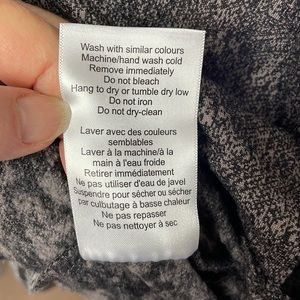 Wash with similar colours
Machine/hand wash cold
Remove immediately
Do not bleach
Hang to dry or tumble dry low
Do not iron
Do not dry-clean
Laver avec des couleurs
semblables
Laver à la machine/à la
main à l'eau froide
Retirer immédiatement
Ne pas utiliser d'eau de javel
Suspendre pour sécher ou sécher
par culbutage à basse chaleur
Ne pas repasser
Ne pas nettoyer à sec